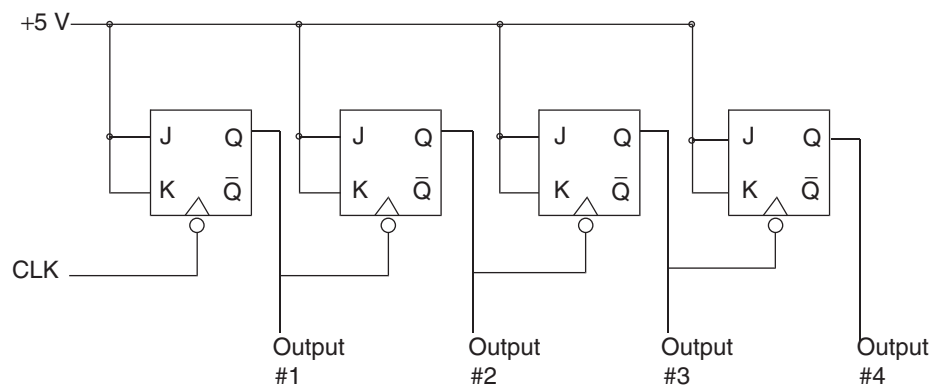 +5 V
J Q J Q J Q J Q
K Q̅ K Q̅ K Q̅ K Q̅
CLK
Output Output Output Output
#1 #2 #3 #4